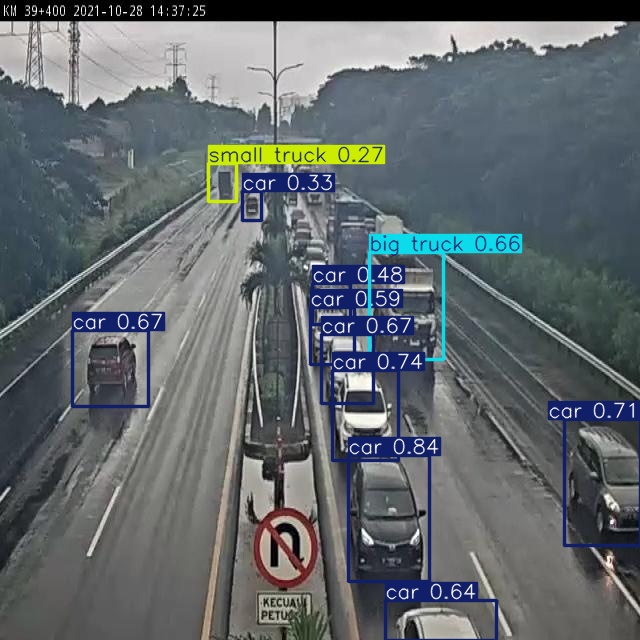 KM 39+400 2021-10-28 14:37:25
small truck 0.27
car 0.33
big truck 0.66
car 0.48
car 0.59
car 0.67
car 0.67
car 0.74
car 0.71
car 0.84
car 0.64
KECUALI
PETUGAS